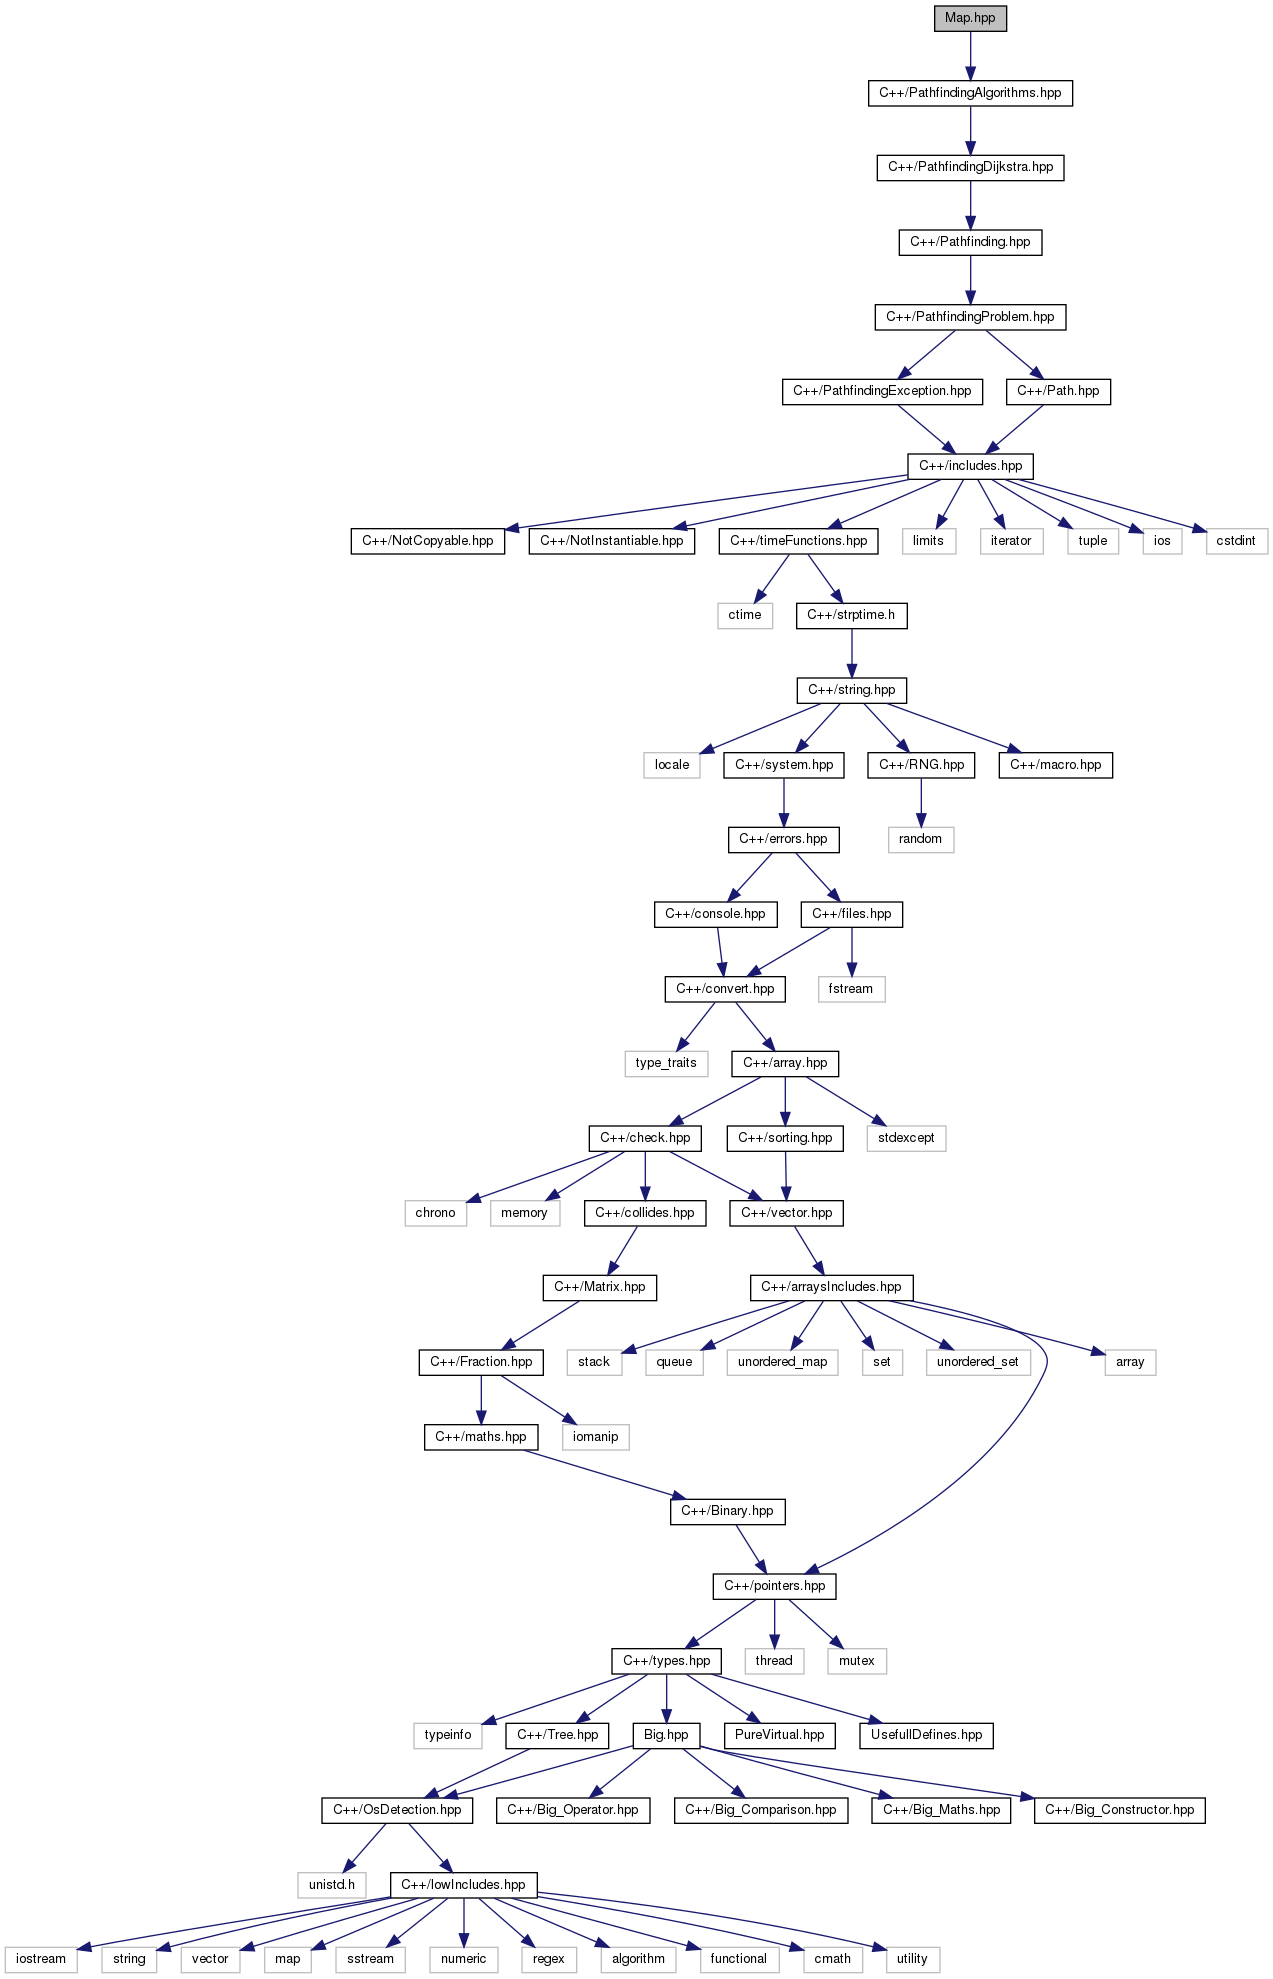 Map.hpp
C++/PathfindingAlgorithms.hpp
C++/PathfindingDijkstra.hpp
C++/Pathfinding.hpp
C++/PathfindingProblem.hpp
C++/PathfindingException.hpp
C++/Path.hpp
C++/includes.hpp
C++/NotCopyable.hpp
C++/NotInstantiable.hpp
C++/timeFunctions.hpp
limits
iterator
tuple
ios
cstdint
ctime
C++/strptime.h
C++/string.hpp
locale
C++/system.hpp
C++/RNG.hpp
C++/macro.hpp
C++/errors.hpp
random
C++/console.hpp
C++/files.hpp
C++/convert.hpp
fstream
type_traits
C++/array.hpp
C++/check.hpp
C++/sorting.hpp
stdexcept
chrono
memory
C++/collides.hpp
C++/vector.hpp
C++/Matrix.hpp
C++/arraysIncludes.hpp
C++/Fraction.hpp
stack
queue
unordered_map
set
unordered_set
array
C++/maths.hpp
iomanip
C++/Binary.hpp
C++/pointers.hpp
C++/types.hpp
thread
mutex
typeinfo
C++/Tree.hpp
Big.hpp
PureVirtual.hpp
UsefullDefines.hpp
C++/OsDetection.hpp
C++/Big_Operator.hpp
C++/Big_Comparison.hpp
C++/Big_Maths.hpp
C++/Big_Constructor.hpp
unistd.h
C++/lowIncludes.hpp
iostream
string
vector
map
sstream
numeric
regex
algorithm
functional
cmath
utility